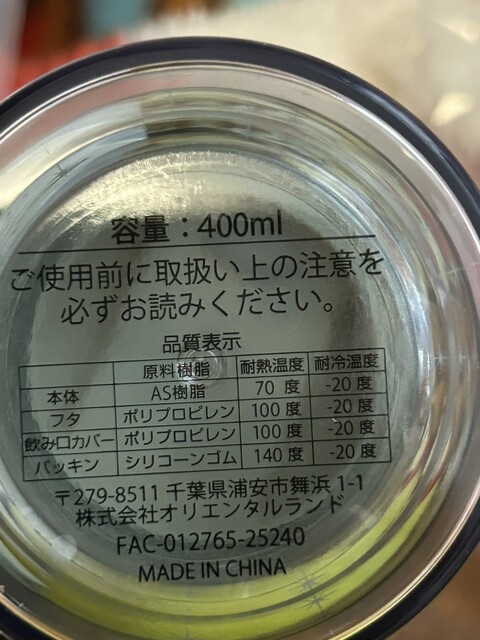 容量：400ml
ご使用前に取扱い上の注意を
必ずお読みください。
品質表示
原料樹脂 耐熱温度 耐冷温度
本体 AS樹脂 70 度 -20 度
フタ ポリプロピレン 100 度 -20 度
飲み口カバー ポリプロピレン 100 度 -20 度
パッキン シリコーンゴム 140 度 -20 度
〒279-8511 千葉県浦安市舞浜 1-1
株式会社オリエンタルランド
FAC-012765-25240
MADE IN CHINA